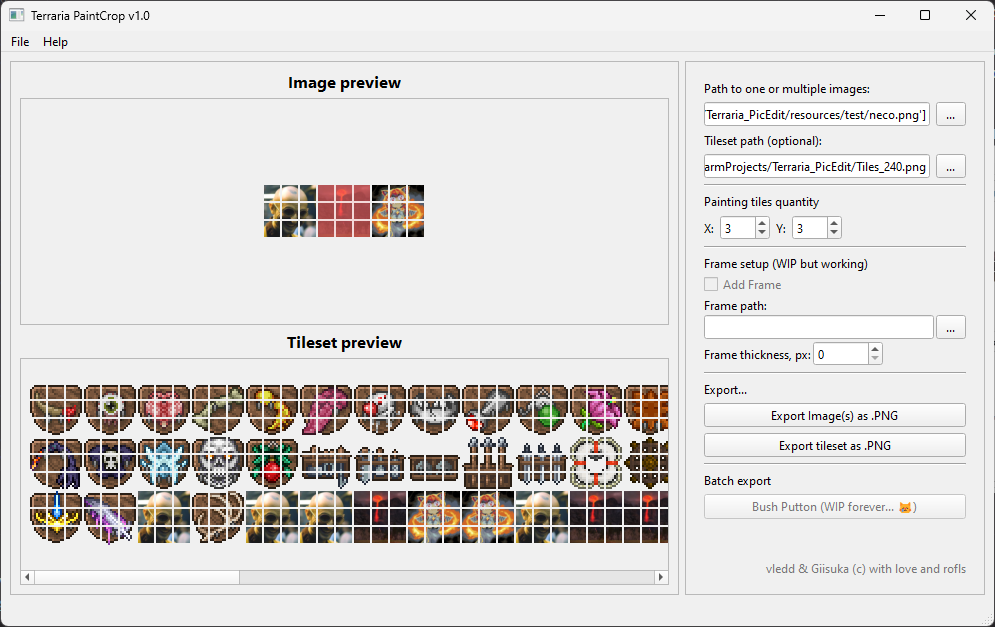 Terraria PaintCrop v1.0
File Help
Image preview
Tileset preview
Path to one or multiple images:
Terraria_PicEdit/resources/test/neco.png']
...
Tileset path (optional):
armProjects/Terraria_PicEdit/Tiles_240.png
...
Painting tiles quantity
X: 3 Y: 3
Frame setup (WIP but working)
Add Frame
Frame path:
...
Frame thickness, px: 0
Export...
Export Image(s) as .PNG
Export tileset as .PNG
Batch export
Bush Putton (WIP forever... 🐱)
vledd & Giisuka (c) with love and rofls